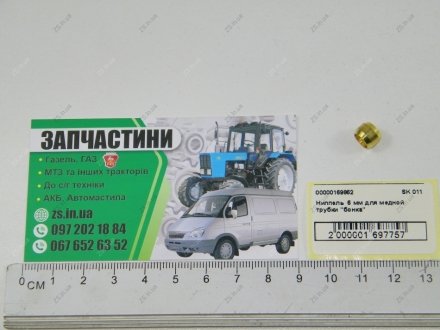 ЗАПЧАСТИНИ
• Газель, ГАЗ
• МТЗ та інших тракторів
• До с/г техніки
• АКБ, Автомастила
zs.in.ua
097 202 18 84
067 652 63 52
00000169862 SK 011
Ниппель 6 мм для медной
трубки "бочка"
2 000001 697757
0 CM 1 2 3 4 5 6 7 8 9 10 11 12 13